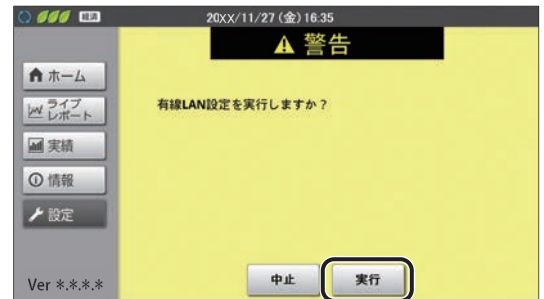 経済
20XX/11/27(金)16:35
警告
ホーム
ライブ
レポート
実績
情報
設定
有線LAN設定を実行しますか？
中止
実行
Ver *.*.*.*